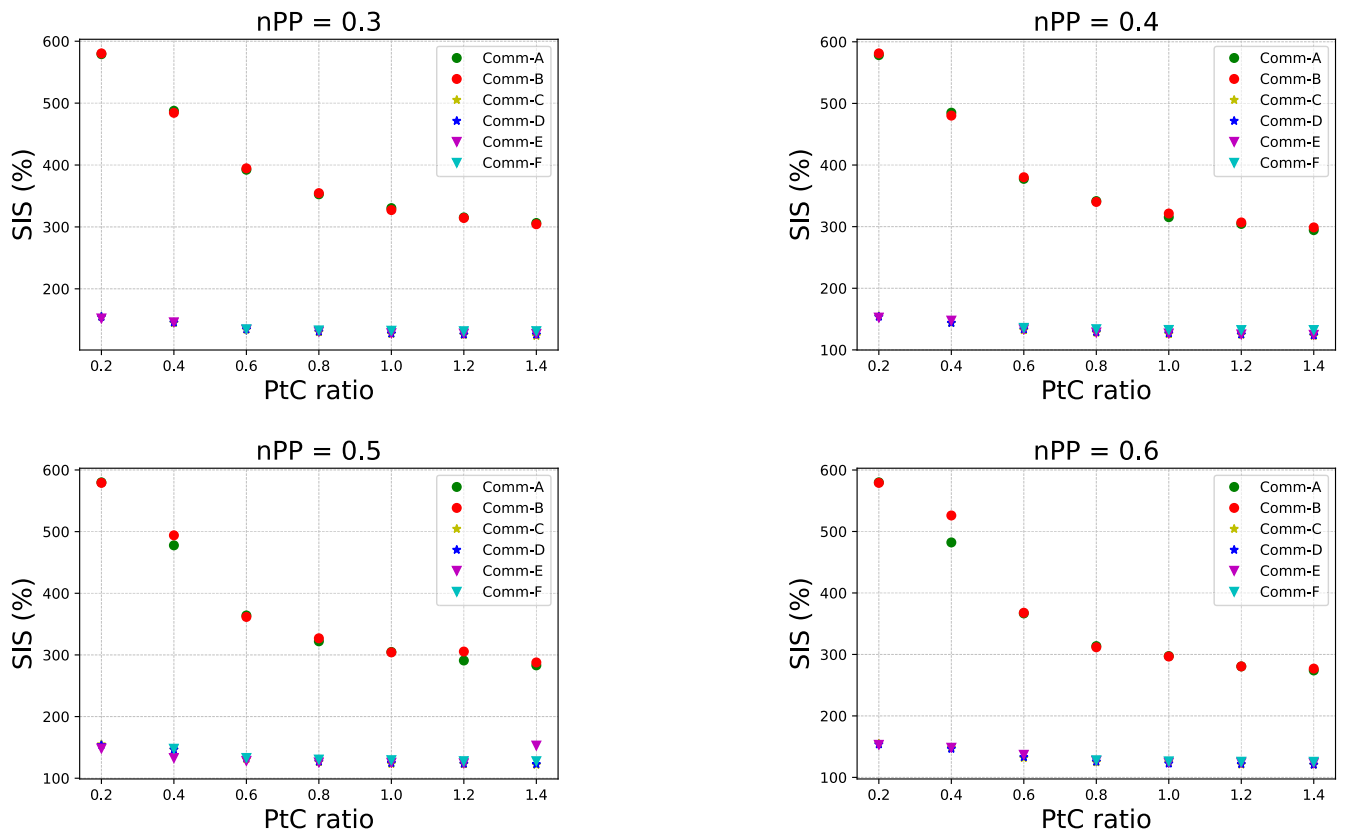 nPP = 0.3
600
500
400
300
200
SIS (%)
0.2 0.4 0.6 0.8 1.0 1.2 1.4
PtC ratio
Comm-A
Comm-B
Comm-C
Comm-D
Comm-E
Comm-F
nPP = 0.4
600
500
400
300
200
100
SIS (%)
0.2 0.4 0.6 0.8 1.0 1.2 1.4
PtC ratio
Comm-A
Comm-B
Comm-C
Comm-D
Comm-E
Comm-F
nPP = 0.5
600
500
400
300
200
100
SIS (%)
0.2 0.4 0.6 0.8 1.0 1.2 1.4
PtC ratio
Comm-A
Comm-B
Comm-C
Comm-D
Comm-E
Comm-F
nPP = 0.6
600
500
400
300
200
100
SIS (%)
0.2 0.4 0.6 0.8 1.0 1.2 1.4
PtC ratio
Comm-A
Comm-B
Comm-C
Comm-D
Comm-E
Comm-F